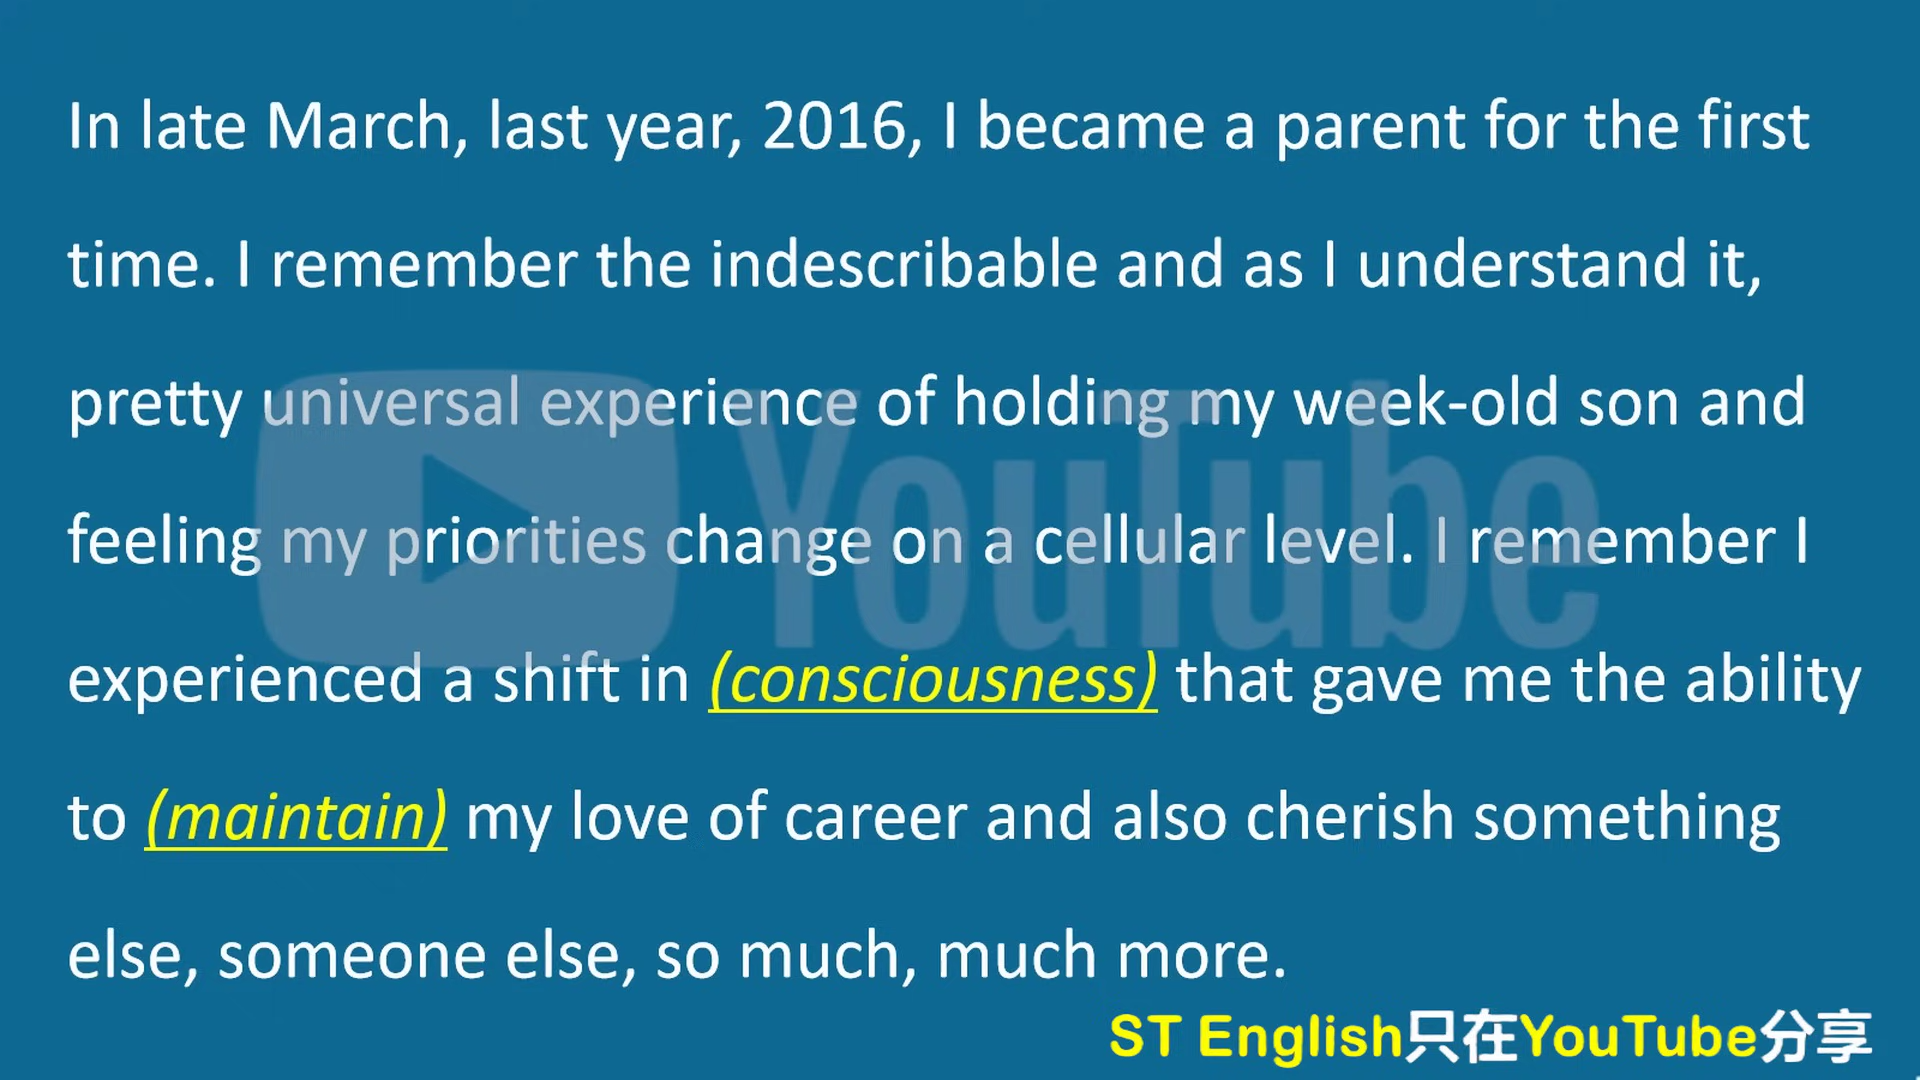 In late March, last year, 2016, I became a parent for the first
time. I remember the indescribable and as I understand it,
pretty universal experience of holding my week-old son and
feeling my priorities change on a cellular level. I remember I
experienced a shift in (consciousness) that gave me the ability
to (maintain) my love of career and also cherish something
else, someone else, so much, much more.
YouTube
ST English只在YouTube分享